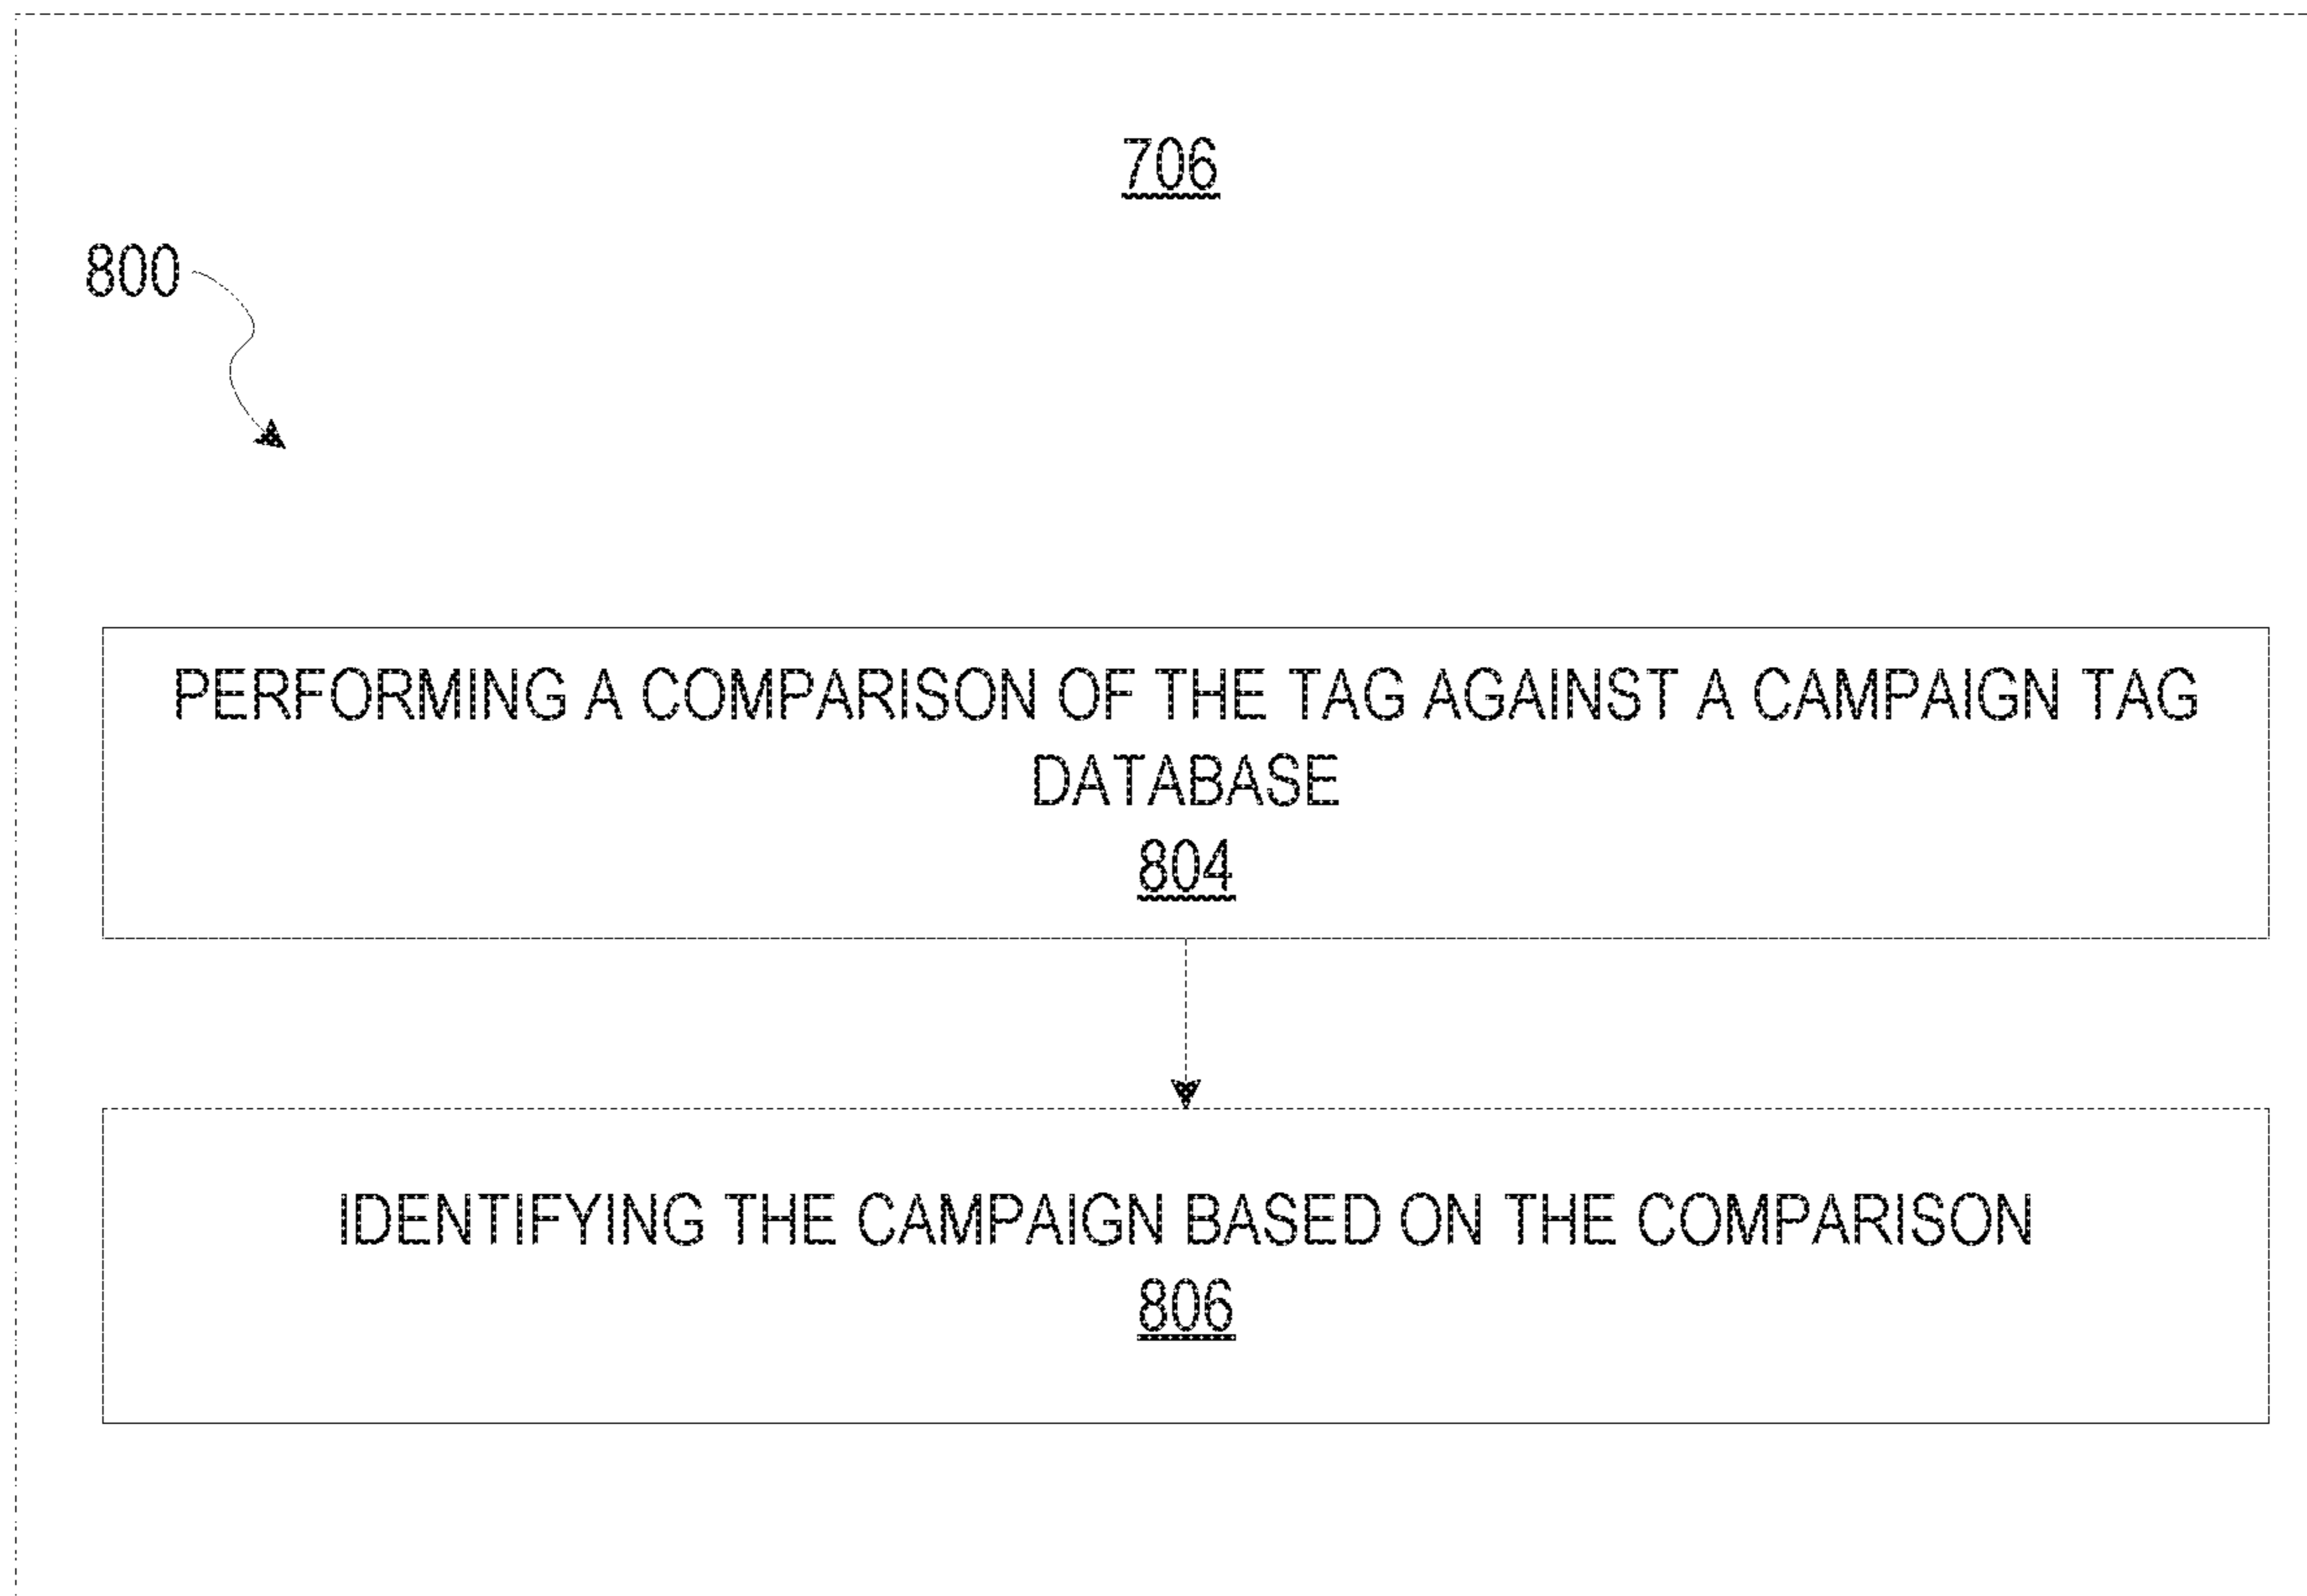 706
800
PERFORMING A COMPARISON OF THE TAG AGAINST A CAMPAIGN TAG
DATABASE
804
IDENTIFYING THE CAMPAIGN BASED ON THE COMPARISON
806